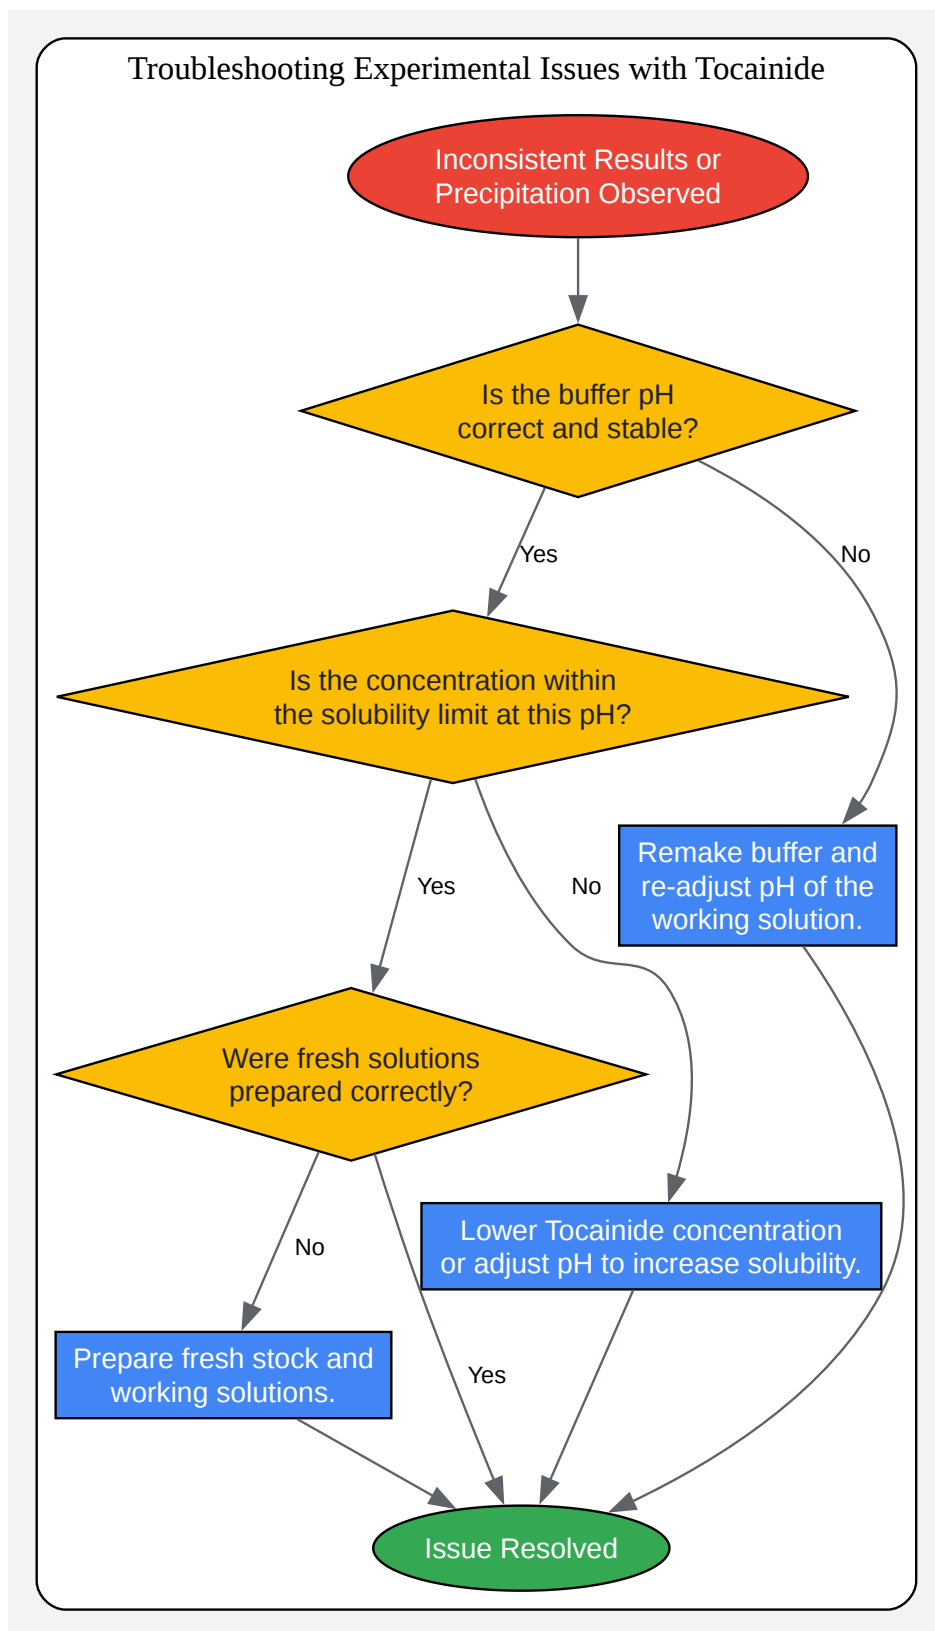 Troubleshooting Experimental Issues with Tocainide
Inconsistent Results or
Precipitation Observed
Is the buffer pH
correct and stable?
Yes
No
Is the concentration within
the solubility limit at this pH?
Yes
No
Remake buffer and
re-adjust pH of the
working solution.
Were fresh solutions
prepared correctly?
No
Lower Tocainide concentration
or adjust pH to increase solubility.
Prepare fresh stock and
working solutions.
Yes
Issue Resolved